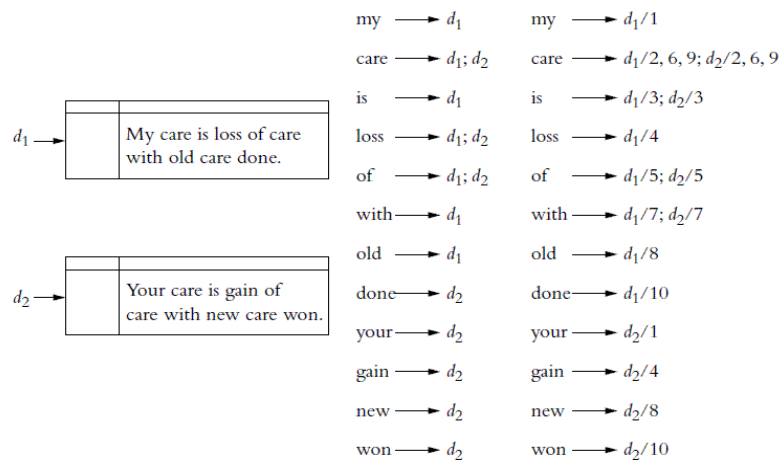 my → d₁ my → d₁/1
care → d₁; d₂ care → d₁/2, 6, 9; d₂/2, 6, 9
is → d₁ is → d₁/3; d₂/3
d₁ → My care is loss of care
with old care done.
loss → d₁; d₂ loss → d₁/4
of → d₁; d₂ of → d₁/5; d₂/5
with → d₁ with → d₁/7; d₂/7
old → d₁ old → d₁/8
d₂ → Your care is gain of
care with new care won.
done → d₂ done → d₁/10
your → d₂ your → d₂/1
gain → d₂ gain → d₂/4
new → d₂ new → d₂/8
won → d₂ won → d₂/10